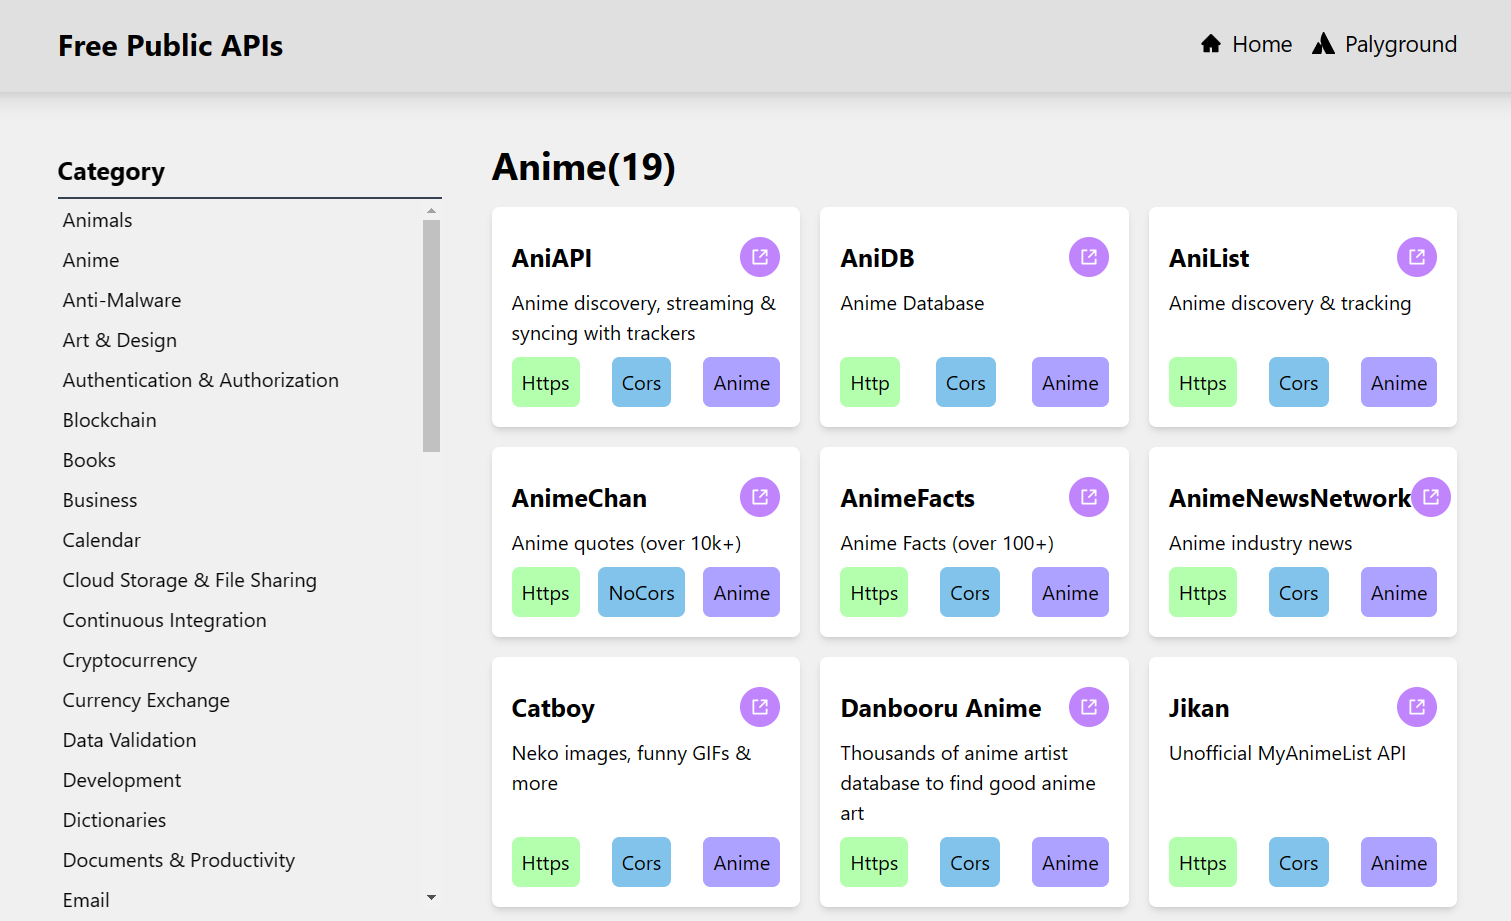 Free Public APIs
Home
Palyground
Category
Animals
Anime
Anti-Malware
Art & Design
Authentication & Authorization
Blockchain
Books
Business
Calendar
Cloud Storage & File Sharing
Continuous Integration
Cryptocurrency
Currency Exchange
Data Validation
Development
Dictionaries
Documents & Productivity
Email
Anime(19)
AniAPI
Anime discovery, streaming &
syncing with trackers
Https
Cors
Anime
AniDB
Anime Database
Http
Cors
Anime
AniList
Anime discovery & tracking
Https
Cors
Anime
AnimeChan
Anime quotes (over 10k+)
Https
NoCors
Anime
AnimeFacts
Anime Facts (over 100+)
Https
Cors
Anime
AnimeNewsNetwork
Anime industry news
Https
Cors
Anime
Catboy
Neko images, funny GIFs &
more
Https
Cors
Anime
Danbooru Anime
Thousands of anime artist
database to find good anime
art
Https
Cors
Anime
Jikan
Unofficial MyAnimeList API
Https
Cors
Anime